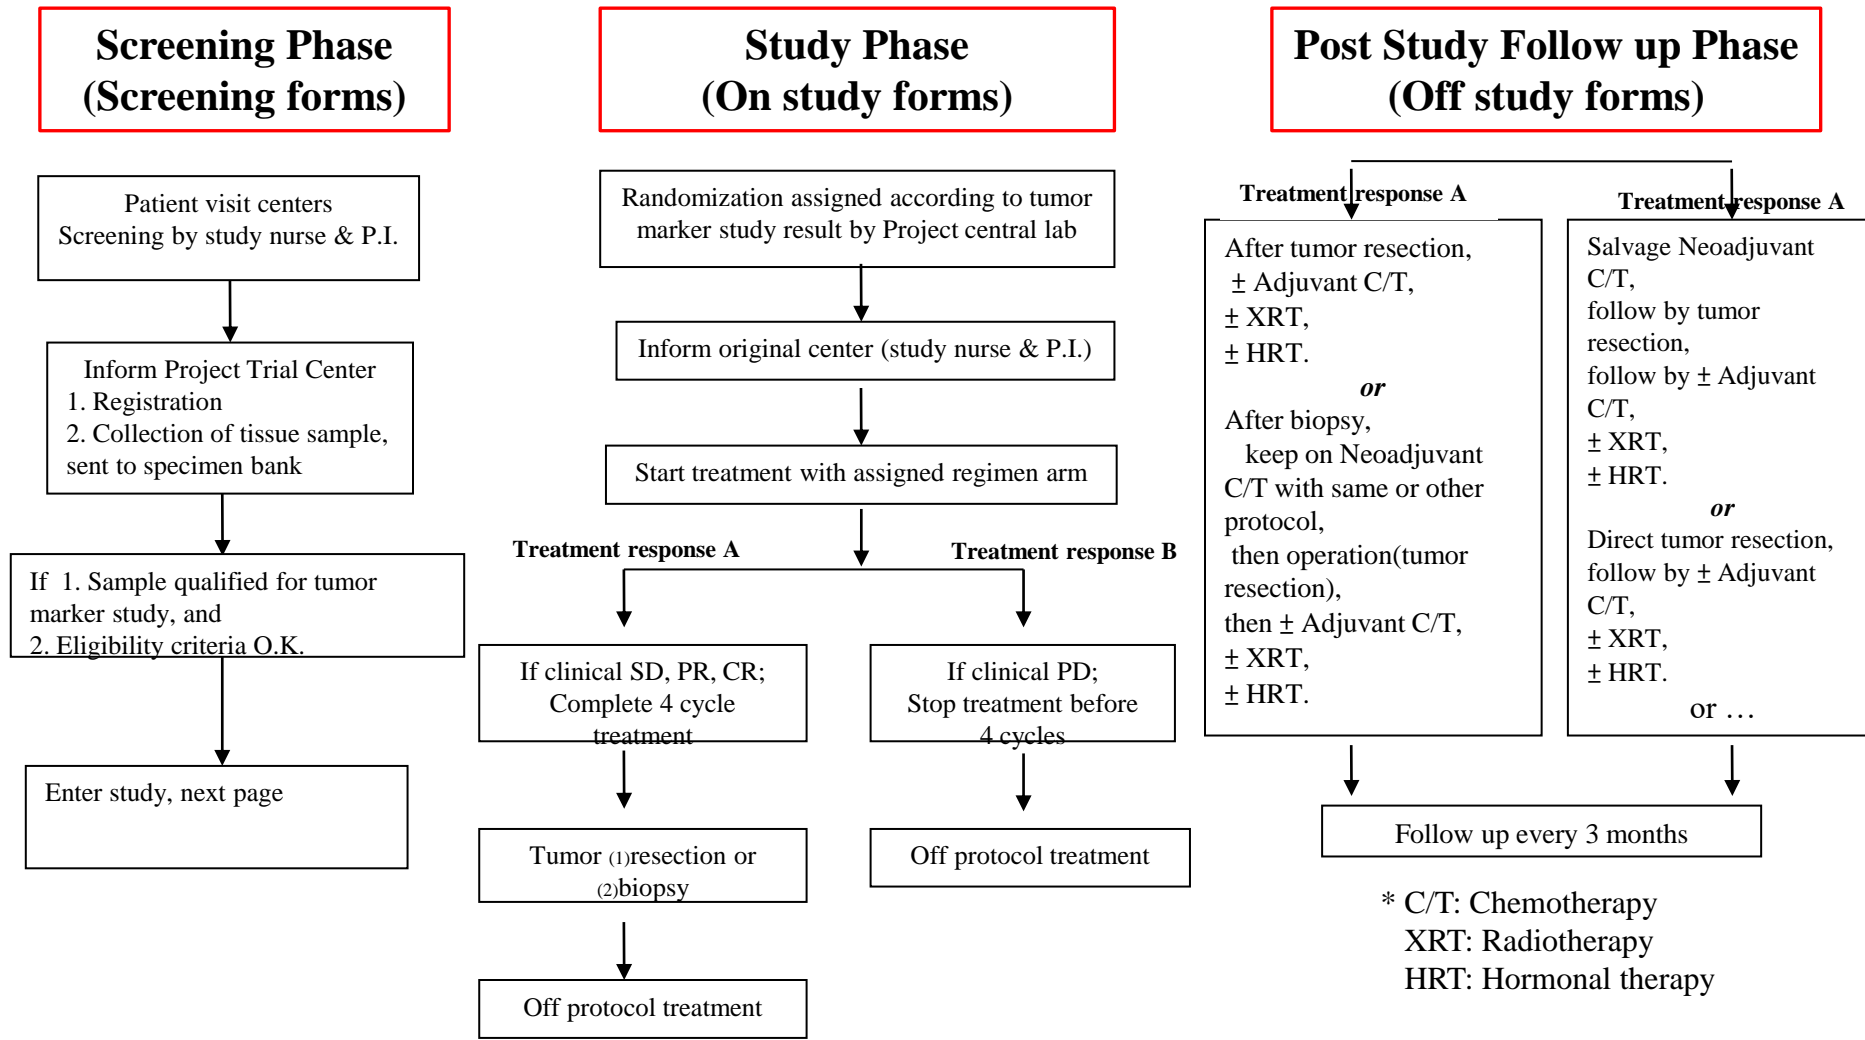 Screening Phase
(Screening forms)
Patient visit centers
Screening by study nurse & P.I.
Inform Project Trial Center
1. Registration
2. Collection of tissue sample,
sent to specimen bank
If  1. Sample qualified for tumor
marker study, and
2. Eligibility criteria O.K.
Enter study, next page
Study Phase
(On study forms)
Randomization assigned according to tumor
marker study result by Project central lab
Inform original center (study nurse & P.I.)
Start treatment with assigned regimen arm
Treatment response A
If clinical SD, PR, CR;
Complete 4 cycle
treatment
Tumor (1)resection or
(2)biopsy
Off protocol treatment
Treatment response B
If clinical PD;
Stop treatment before
4 cycles
Off protocol treatment
Post Study Follow up Phase
(Off study forms)
Treatment response A
After tumor resection,
± Adjuvant C/T,
± XRT,
± HRT.
or
After biopsy,
keep on Neoadjuvant
C/T with same or other
protocol,
then operation(tumor
resection),
then ± Adjuvant C/T,
± XRT,
± HRT.
Treatment response A
Salvage Neoadjuvant
C/T,
follow by tumor
resection,
follow by ± Adjuvant
C/T,
± XRT,
± HRT.
or
Direct tumor resection,
follow by ± Adjuvant
C/T,
± XRT,
± HRT.
or …
Follow up every 3 months
* C/T: Chemotherapy
XRT: Radiotherapy
HRT: Hormonal therapy